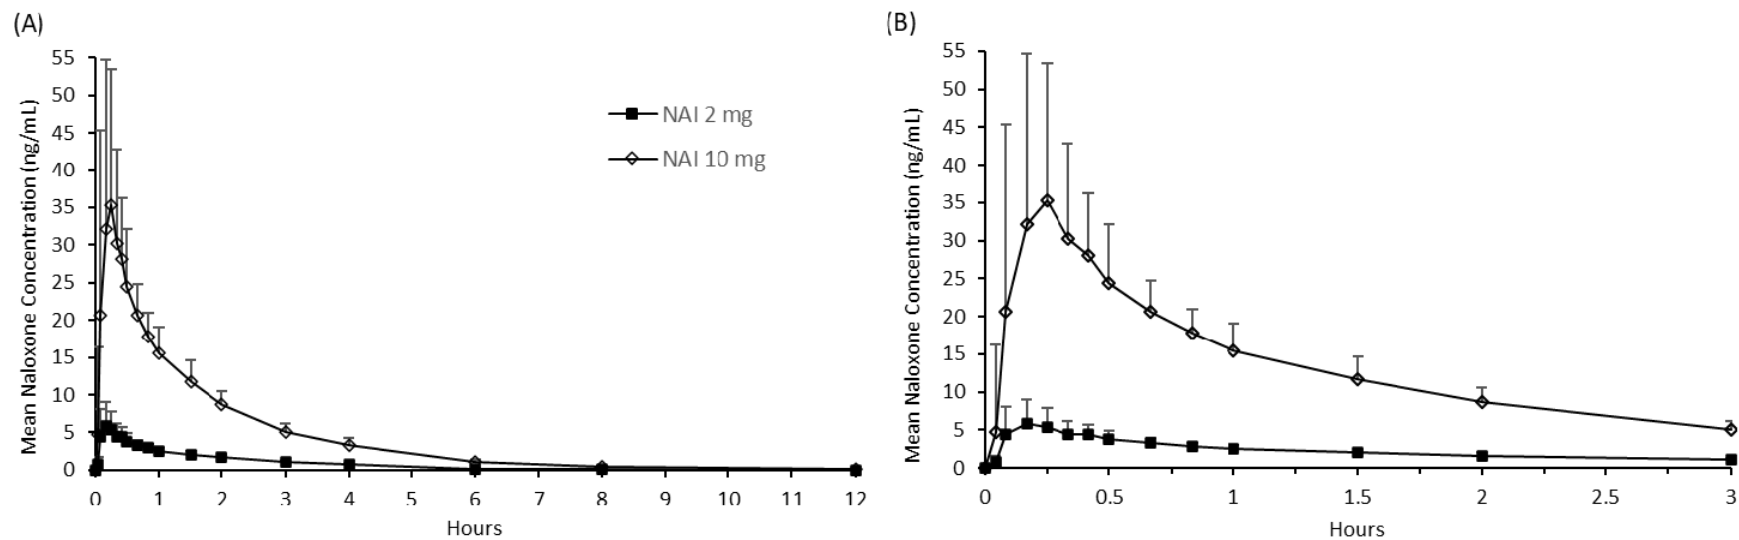 (A)
Mean Naloxone Concentration (ng/mL)
55
50
45
40
35
30
25
20
15
10
5
0
0 1 2 3 4 5 6 7 8 9 10 11 12
Hours
NAI 2 mg
NAI 10 mg
(B)
Mean Naloxone Concentration (ng/mL)
55
50
45
40
35
30
25
20
15
10
5
0
0 0.5 1 1.5 2 2.5 3
Hours